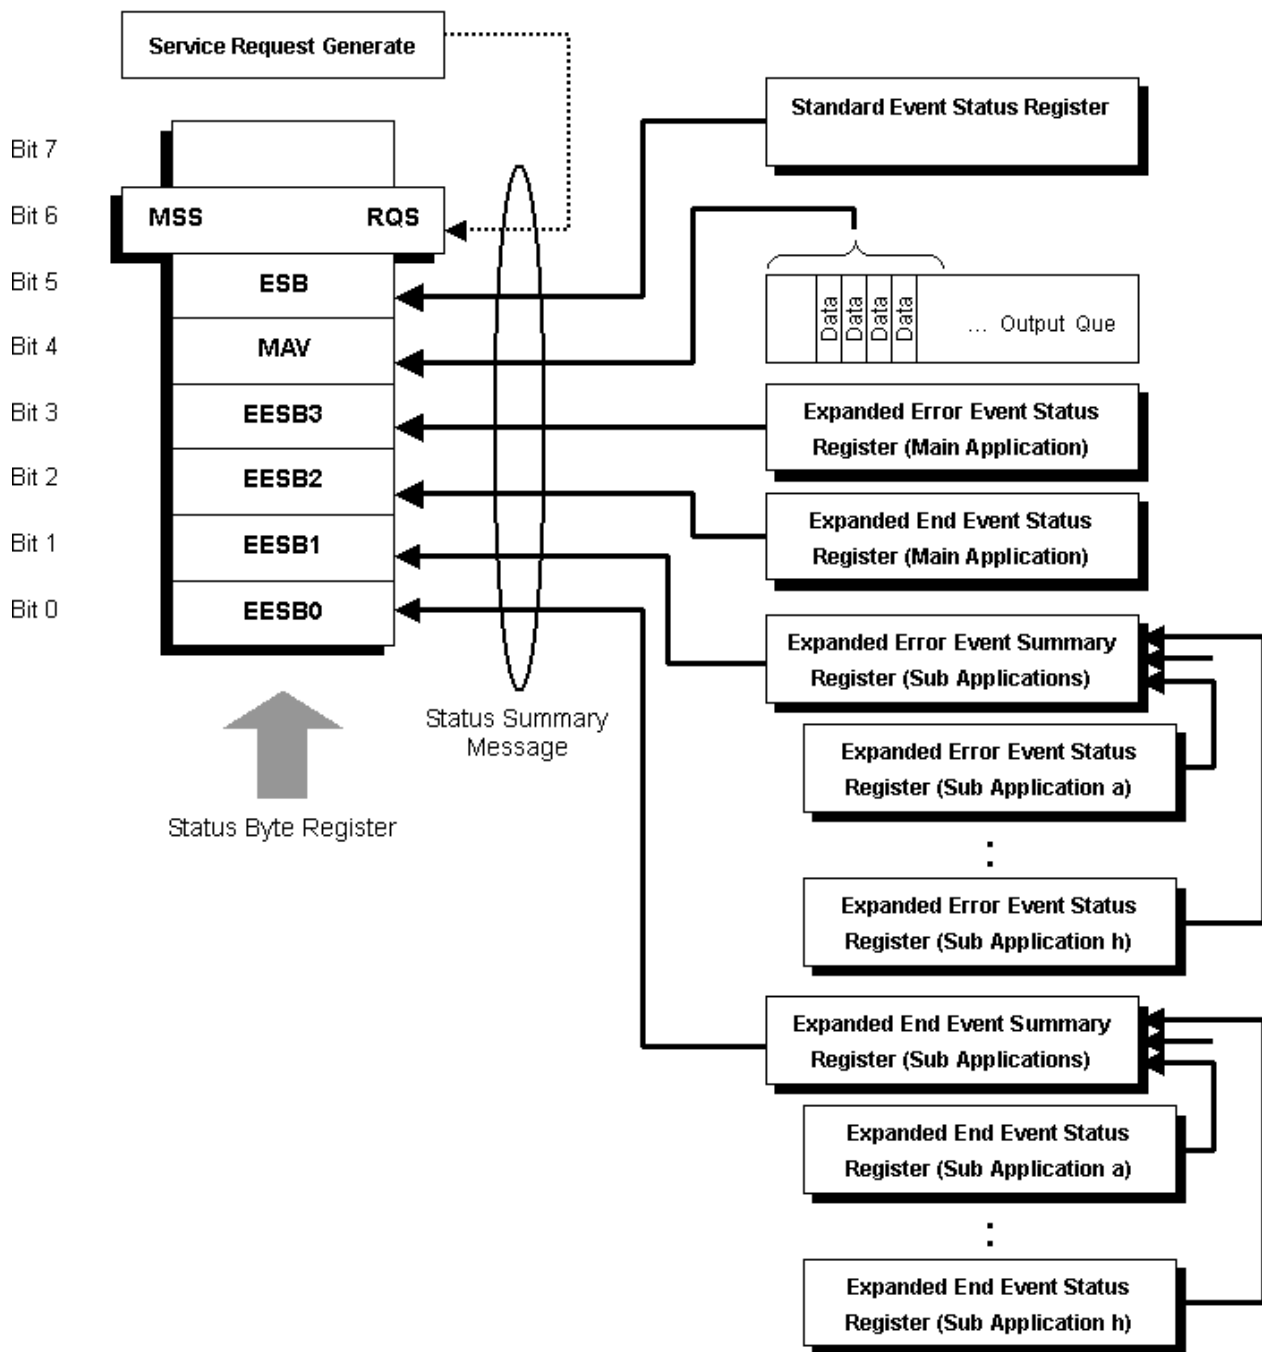 Service Request Generate
Standard Event Status Register
Bit 7
Bit 6
MSS RQS
Bit 5
ESB
Data Data Data Data ... Output Que
Bit 4
MAV
Bit 3
EESB3
Expanded Error Event Status
Register (Main Application)
Bit 2
EESB2
Expanded End Event Status
Register (Main Application)
Bit 1
EESB1
Bit 0
EESB0
Expanded Error Event Summary
Register (Sub Applications)
Status Summary
Message
Expanded Error Event Status
Register (Sub Application a)
Status Byte Register
:
Expanded Error Event Status
Register (Sub Application h)
Expanded End Event Summary
Register (Sub Applications)
Expanded End Event Status
Register (Sub Application a)
:
Expanded End Event Status
Register (Sub Application h)